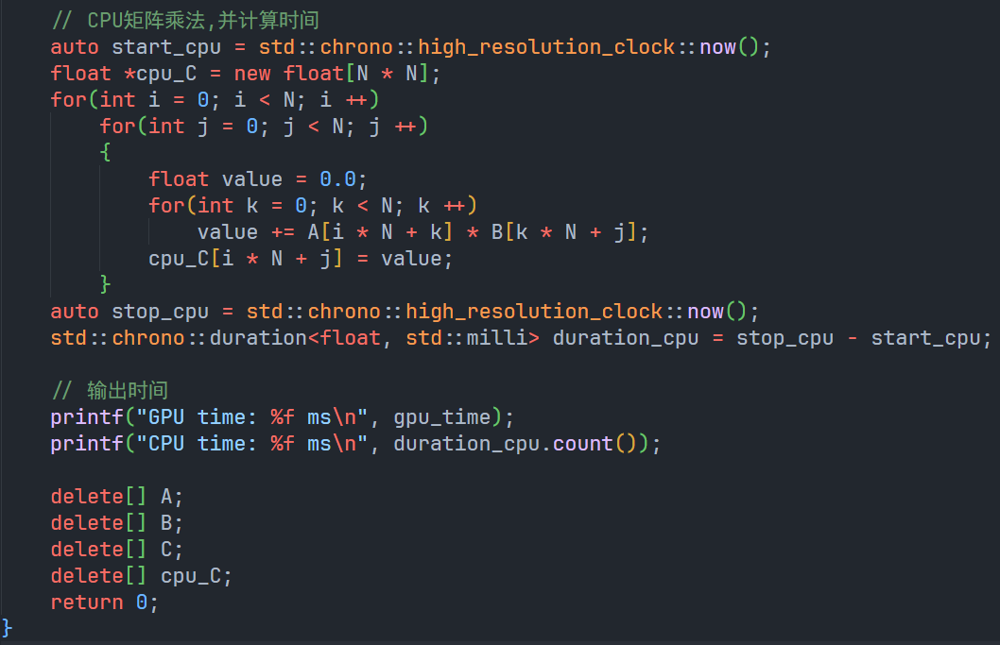 // CPU矩阵乘法,并计算时间
auto start_cpu = std::chrono::high_resolution_clock::now();
float *cpu_C = new float[N * N];
for(int i = 0; i < N; i ++)
    for(int j = 0; j < N; j ++)
    {
        float value = 0.0;
        for(int k = 0; k < N; k ++)
            value += A[i * N + k] * B[k * N + j];
        cpu_C[i * N + j] = value;
    }
auto stop_cpu = std::chrono::high_resolution_clock::now();
std::chrono::duration<float, std::milli> duration_cpu = stop_cpu - start_cpu;
// 输出时间
printf("GPU time: %f ms\n", gpu_time);
printf("CPU time: %f ms\n", duration_cpu.count());
delete[] A;
delete[] B;
delete[] C;
delete[] cpu_C;
return 0;
}